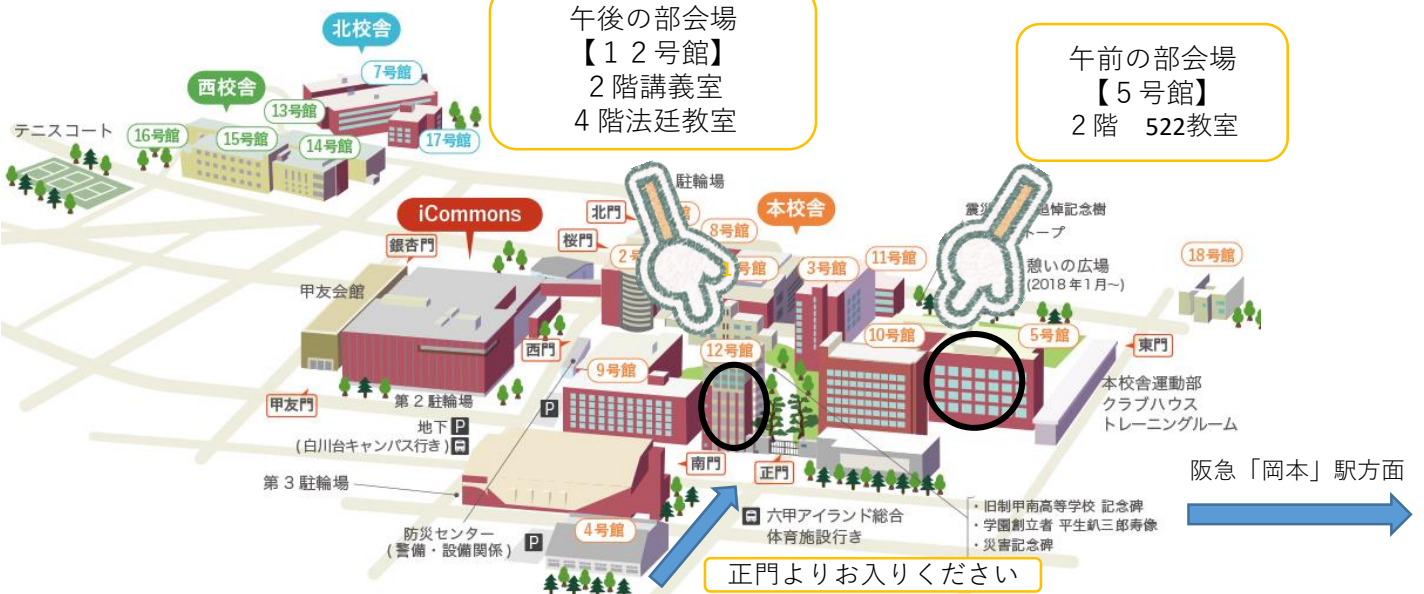 午後の部会場
【１２号館】
２階講義室
４階法廷教室
午前の部会場
【５号館】
２階　522教室
北校舎
7号館
西校舎
13号館
17号館
テニスコート
16号館
15号館
14号館
駐輪場
iCommons
北門
本校舎
桜門
銀杏門
2号
8号館
1号館
3号館
11号館
憩いの広場
(2018年1月～)
18号館
甲友会館
西門
9号館
12号館
10号館
5号館
東門
本校舎運動部
クラブハウス
トレーニングルーム
甲友門
第2駐輪場
地下 P
(白川台キャンパス行き)
P
南門
正門
第3駐輪場
防災センター
(警備・設備関係)
P
4号館
六甲アイランド総合
体育施設行き
・旧制甲南高等学校 記念碑
・学園創立者 平生釟三郎寿像
・災害記念碑
阪急「岡本」駅方面
正門よりお入りください